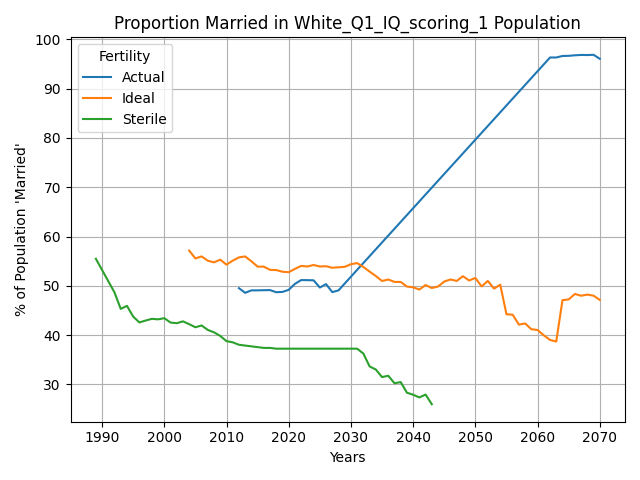 Proportion Married in White_Q1_IQ_scoring_1 Population
100
90
80
70
60
50
40
30
% of Population 'Married'
Fertility
Actual
Ideal
Sterile
1990 2000 2010 2020 2030 2040 2050 2060 2070
Years